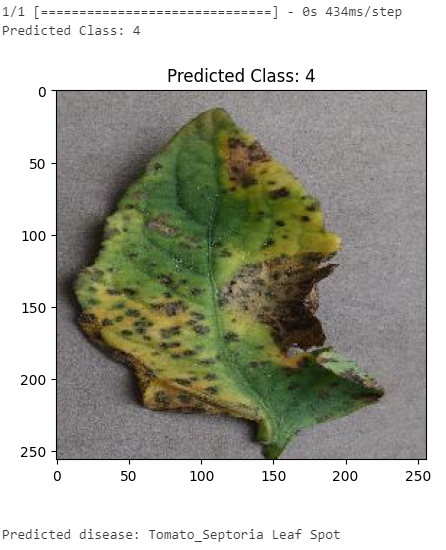 1/1 [==============================] - 0s 434ms/step
Predicted Class: 4
Predicted Class: 4
0
50
100
150
200
250
0 50 100 150 200 250
Predicted disease: Tomato_Septoria Leaf Spot